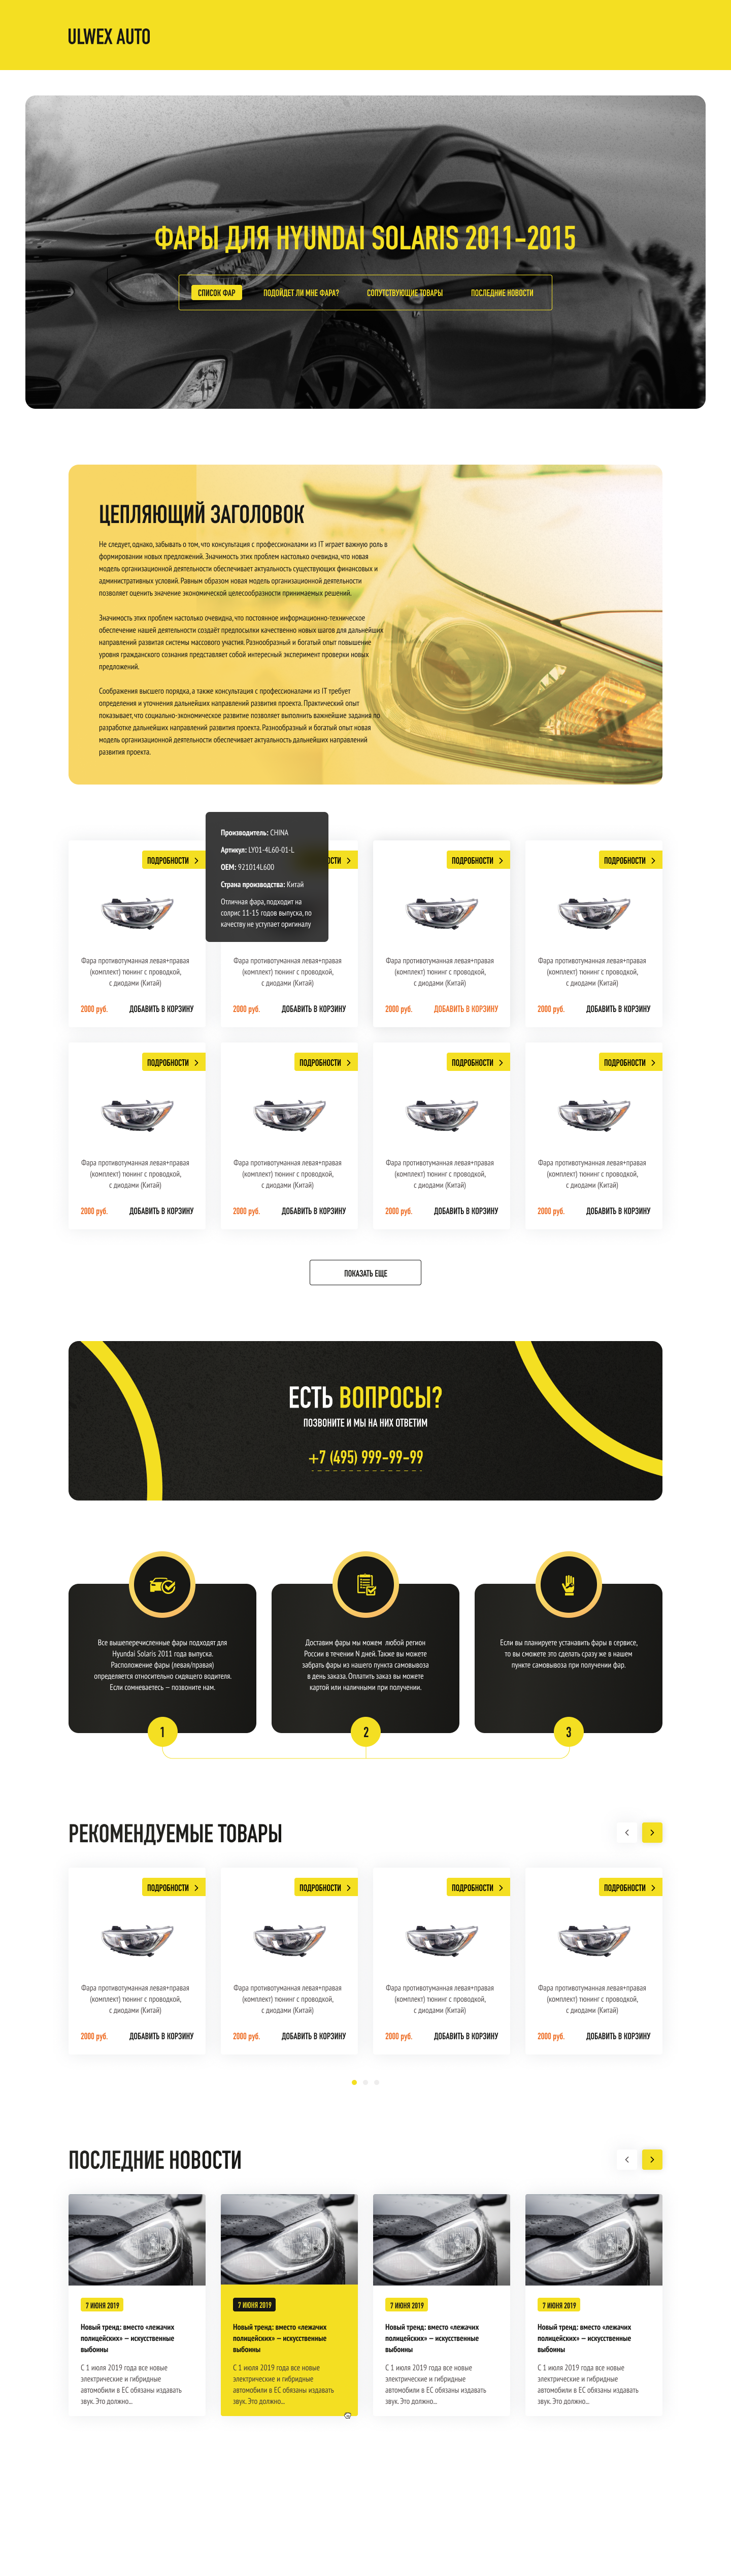 ULWEX AUTO
ФАРЫ ДЛЯ HYUNDAI SOLARIS 2011-2015
СПИСОК ФАР
ПОДОЙДЕТ ЛИ МНЕ ФАРА?
СОПУТСТВУЮЩИЕ ТОВАРЫ
ПОСЛЕДНИЕ НОВОСТИ
ЦЕПЛЯЮЩИЙ ЗАГОЛОВОК
Не следует, однако, забывать о том, что консультация с профессионалами из IT играет важную роль в
формировании новых предложений. Значимость этих проблем настолько очевидна, что новая
модель организационной деятельности обеспечивает актуальность существующих финансовых и
административных условий. Равным образом новая модель организационной деятельности
позволяет оценить значение экономической целесообразности принимаемых решений.
Значимость этих проблем настолько очевидна, что постоянное информационно-техническое
обеспечение нашей деятельности создаёт предпосылки качественно новых шагов для дальнейших
направлений развития системы массового участия. Разнообразный и богатый опыт повышение
уровня гражданского сознания представляет собой интересный эксперимент проверки новых
предложений.
Соображения высшего порядка, а также консультация с профессионалами из IT требует
определения и уточнения дальнейших направлений развития проекта. Практический опыт
показывает, что социально-экономическое развитие позволяет выполнить важнейшие задания по
разработке дальнейших направлений развития проекта. Разнообразный и богатый опыт новая
модель организационной деятельности обеспечивает актуальность дальнейших направлений
развития проекта.
Производитель: CHINA
Артикул: LY01-4L60-01-L
OEM: 921014L600
Страна производства: Китай
Отличная фара, подходит на
солрис 11-15 годов выпуска, по
качеству не уступает оригиналу
ПОДРОБНОСТИ
ПОДРОБНОСТИ
ПОДРОБНОСТИ
Фара противотуманная левая+правая
(комплект) тюнинг с проводкой,
с диодами (Китай)
2000 руб. ДОБАВИТЬ В КОРЗИНУ
Фара противотуманная левая+правая
(комплект) тюнинг с проводкой,
с диодами (Китай)
2000 руб. ДОБАВИТЬ В КОРЗИНУ
Фара противотуманная левая+правая
(комплект) тюнинг с проводкой,
с диодами (Китай)
2000 руб. ДОБАВИТЬ В КОРЗИНУ
Фара противотуманная левая+правая
(комплект) тюнинг с проводкой,
с диодами (Китай)
2000 руб. ДОБАВИТЬ В КОРЗИНУ
ПОДРОБНОСТИ
Фара противотуманная левая+правая
(комплект) тюнинг с проводкой,
с диодами (Китай)
2000 руб. ДОБАВИТЬ В КОРЗИНУ
ПОДРОБНОСТИ
Фара противотуманная левая+правая
(комплект) тюнинг с проводкой,
с диодами (Китай)
2000 руб. ДОБАВИТЬ В КОРЗИНУ
ПОДРОБНОСТИ
Фара противотуманная левая+правая
(комплект) тюнинг с проводкой,
с диодами (Китай)
2000 руб. ДОБАВИТЬ В КОРЗИНУ
ПОДРОБНОСТИ
Фара противотуманная левая+правая
(комплект) тюнинг с проводкой,
с диодами (Китай)
2000 руб. ДОБАВИТЬ В КОРЗИНУ
ПОКАЗАТЬ ЕЩЕ
ЕСТЬ ВОПРОСЫ?
ПОЗВОНИТЕ И МЫ НА НИХ ОТВЕТИМ
+7 (495) 999-99-99
Все вышеперечисленные фары подходят для
Hyundai Solaris 2011 года выпуска.
Расположение фары (левая/правая)
определяется относительно сидящего водителя.
Если сомневаетесь — позвоните нам.
1
Доставим фары мы можем любой регион
России в течении N дней. Также вы можете
забрать фары из нашего пункта самовывоза
в день заказа. Оплатить заказ вы можете
картой или наличными при получении.
2
Если вы планируете установить фары в сервисе,
то вы сможете это сделать сразу же в нашем
пункте самовывоза при получении фар.
3
РЕКОМЕНДУЕМЫЕ ТОВАРЫ
ПОДРОБНОСТИ
Фара противотуманная левая+правая
(комплект) тюнинг с проводкой,
с диодами (Китай)
2000 руб. ДОБАВИТЬ В КОРЗИНУ
ПОДРОБНОСТИ
Фара противотуманная левая+правая
(комплект) тюнинг с проводкой,
с диодами (Китай)
2000 руб. ДОБАВИТЬ В КОРЗИНУ
ПОДРОБНОСТИ
Фара противотуманная левая+правая
(комплект) тюнинг с проводкой,
с диодами (Китай)
2000 руб. ДОБАВИТЬ В КОРЗИНУ
ПОДРОБНОСТИ
Фара противотуманная левая+правая
(комплект) тюнинг с проводкой,
с диодами (Китай)
2000 руб. ДОБАВИТЬ В КОРЗИНУ
ПОСЛЕДНИЕ НОВОСТИ
7 ИЮНЯ 2019
Новый тренд: вместо «лежачих
полицейских» — искусственные
выбоины
С 1 июля 2019 года все новые
электрические и гибридные
автомобили в ЕС обязаны издавать
звук. Это должно...
7 ИЮНЯ 2019
Новый тренд: вместо «лежачих
полицейских» — искусственные
выбоины
С 1 июля 2019 года все новые
электрические и гибридные
автомобили в ЕС обязаны издавать
звук. Это должно...
7 ИЮНЯ 2019
Новый тренд: вместо «лежачих
полицейских» — искусственные
выбоины
С 1 июля 2019 года все новые
электрические и гибридные
автомобили в ЕС обязаны издавать
звук. Это должно...
7 ИЮНЯ 2019
Новый тренд: вместо «лежачих
полицейских» — искусственные
выбоины
С 1 июля 2019 года все новые
электрические и гибридные
автомобили в ЕС обязаны издавать
звук. Это должно...